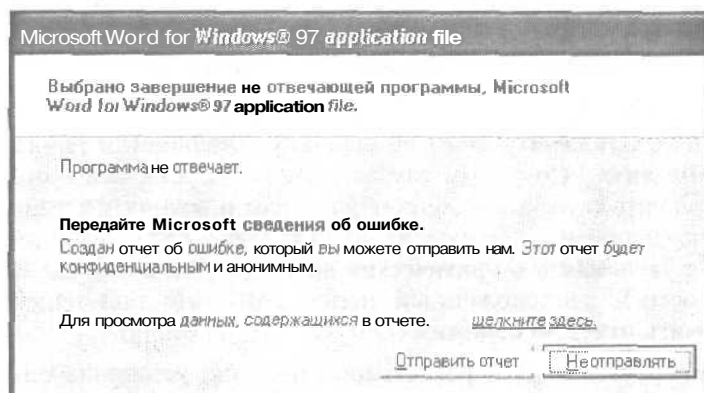 Microsoft Word for Windows® 97 application file
Выбрано завершение не отвечающей программы, Microsoft
Word for Windows® 97 application file.
Программа не отвечает.
Передайте Microsoft сведения об ошибке.
Создан отчет об ошибке, который вы можете отправить нам. Этот отчет будет
конфиденциальным и анонимным.
Для просмотра данных, содержащихся в отчете. щелкните здесь.
Отправить отчет Не отправлять